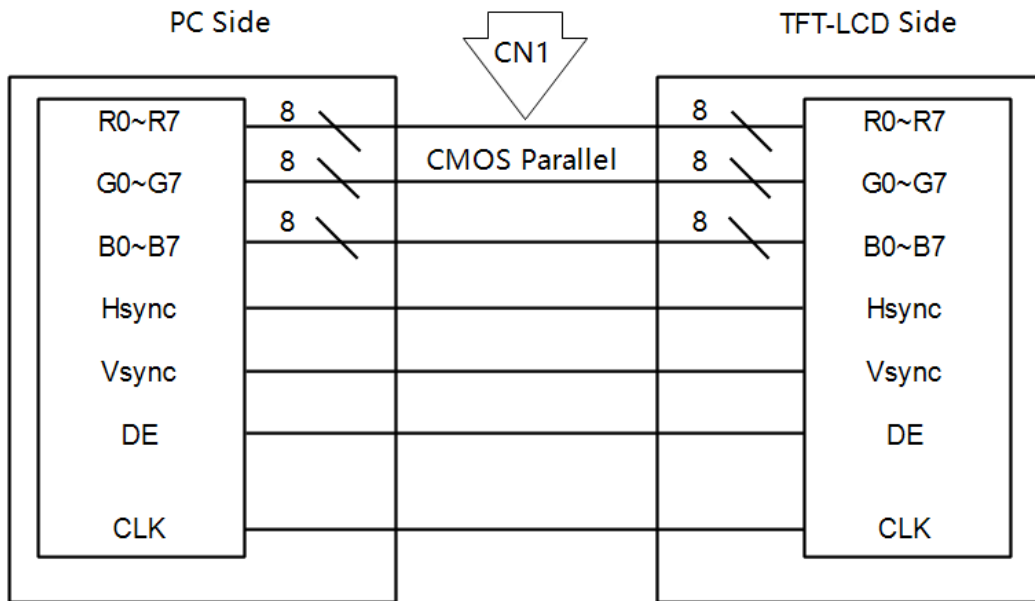 PC Side
CN1
TFT-LCD Side
R0~R7
8
8
R0~R7
CMOS Parallel
G0~G7
8
8
G0~G7
B0~B7
8
8
B0~B7
Hsync
Hsync
Vsync
Vsync
DE
DE
CLK
CLK